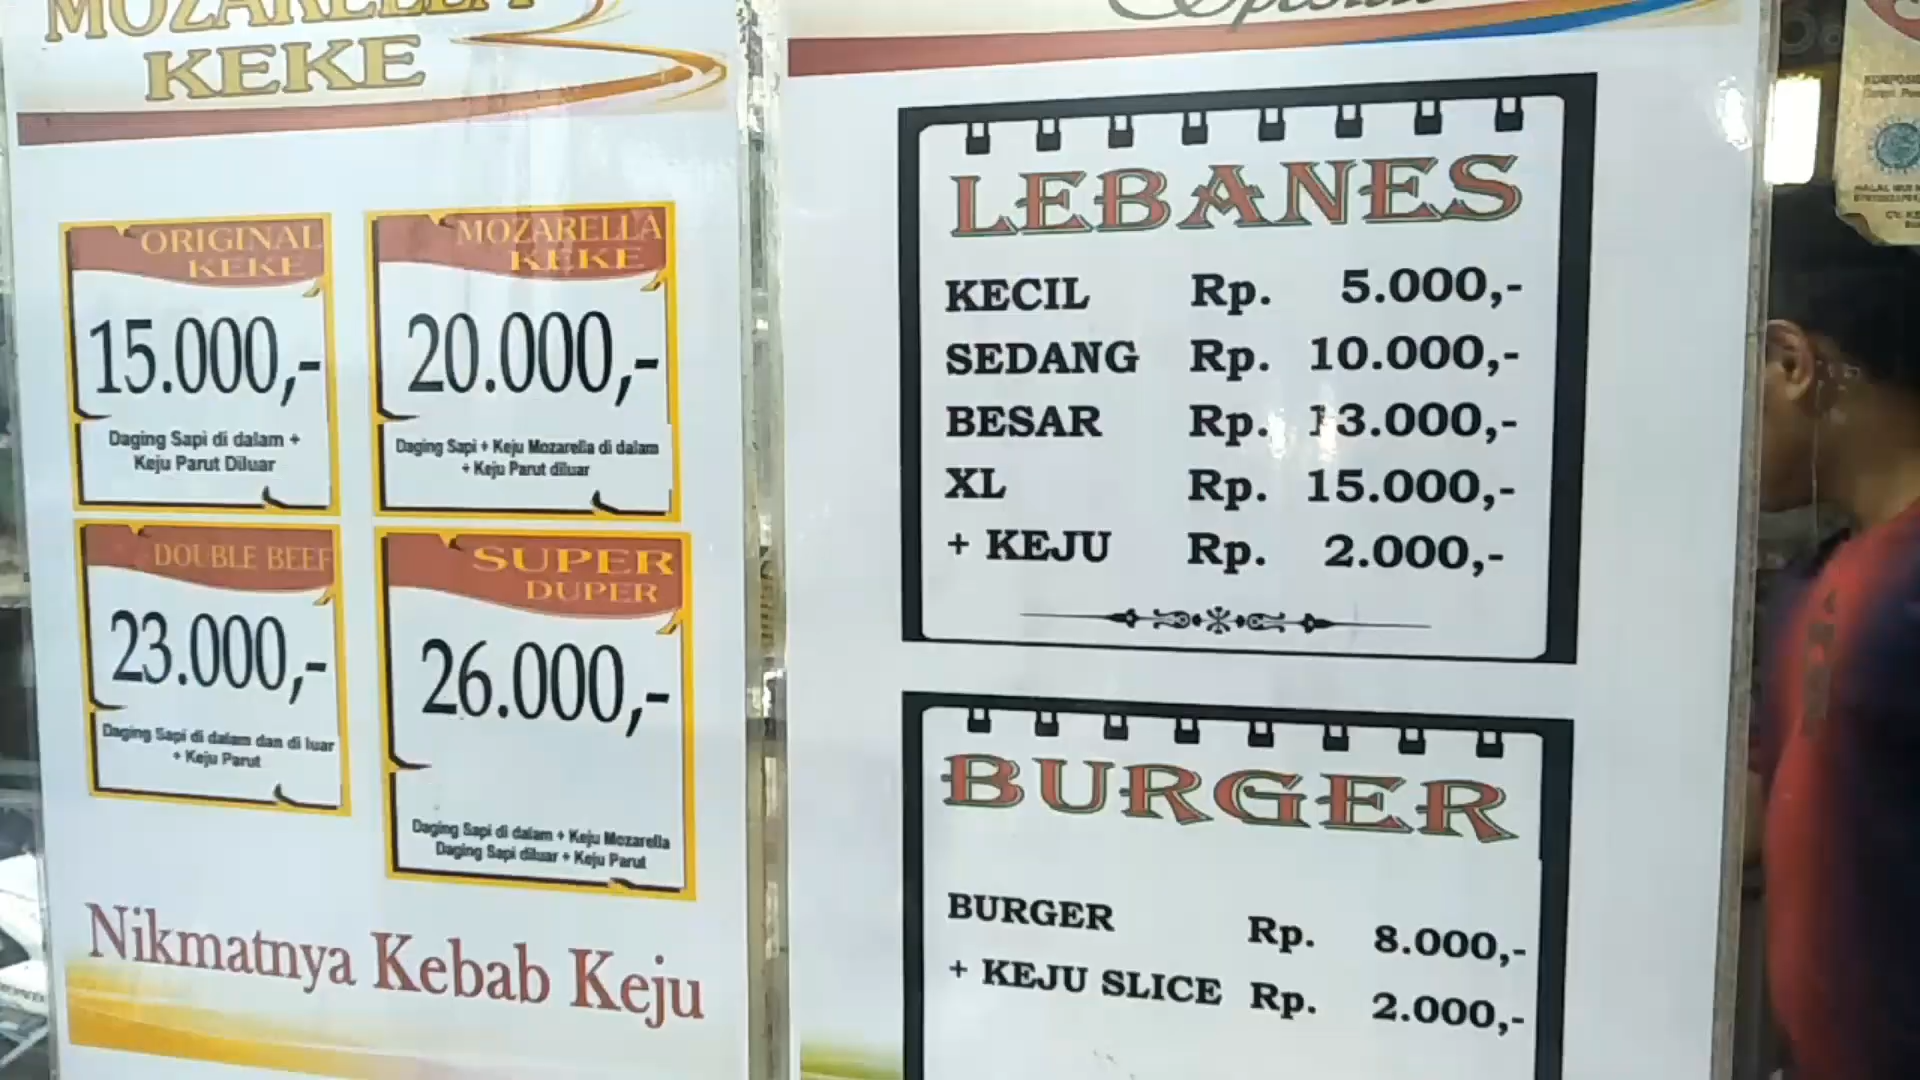 MOZARELLA
KEKE
ORIGINAL
KEKE
15.000,-
Daging Sapi di dalam +
Keju Parut Diluar
MOZARELLA
KEKE
20.000,-
Daging Sapi + Keju Mozarella di dalam
+ Keju Parut diluar
DOUBLE BEEF
23.000,-
Daging Sapi di dalam dan di luar
+ Keju Parut
SUPER
DUPER
26.000,-
Daging Sapi di dalam + Keju Mozarella
Daging Sapi diluar + Keju Parut
Nikmatnya Kebab Keju
LEBANES
KECIL Rp. 5.000,-
SEDANG Rp. 10.000,-
BESAR Rp. 13.000,-
XL Rp. 15.000,-
+ KEJU Rp. 2.000,-
BURGER
BURGER Rp. 8.000,-
+ KEJU SLICE Rp. 2.000,-